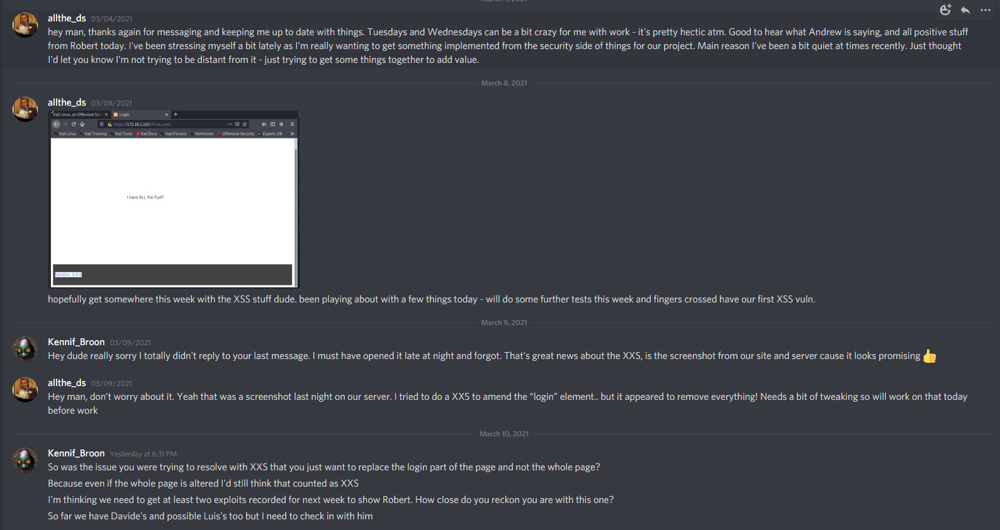 March 4, 2021
allthe_ds 03/04/2021
hey man, thanks again for messaging and keeping me up to date with things. Tuesdays and Wednesdays can be a bit crazy for me with work - it's pretty hectic atm. Good to hear what Andrew is saying, and all positive stuff
from Robert today. I've been stressing myself a bit lately as I'm really wanting to get something implemented from the security side of things for our project. Main reason I've been a bit quiet at times recently. Just thought
I'd let you know I'm not trying to be distant from it - just trying to get some things together to add value.
March 8, 2021
allthe_ds 03/08/2021
Kali Linux, an Offensive Sec Login
https://172.16.1.101/iFruit.com/
Kali Linux Kali Training Kali Tools Kali Docs Kali Forums NetHunter Offensive Security Exploit-DB
I have ALL the fruit!!
Version: 0.0.6
hopefully get somewhere this week with the XSS stuff dude. been playing about with a few things today - will do some further tests this week and fingers crossed have our first XSS vuln.
March 9, 2021
Kennif_Broon 03/09/2021
Hey dude really sorry I totally didn't reply to your last message. I must have opened it late at night and forgot. That's great news about the XXS, is the screenshot from our site and server cause it looks promising
allthe_ds 03/09/2021
Hey man, don't worry about it. Yeah that was a screenshot last night on our server. I tried to do a XXS to amend the “login” element.. but it appeared to remove everything! Needs a bit of tweaking so will work on that today
before work
March 10, 2021
Kennif_Broon Yesterday at 6:31 PM
So was the issue you were trying to resolve with XXS that you just want to replace the login part of the page and not the whole page?
Because even if the whole page is altered I'd still think that counted as XXS
I'm thinking we need to get at least two exploits recorded for next week to show Robert. How close do you reckon you are with this one?
So far we have Davide's and possible Luis's too but I need to check in with him